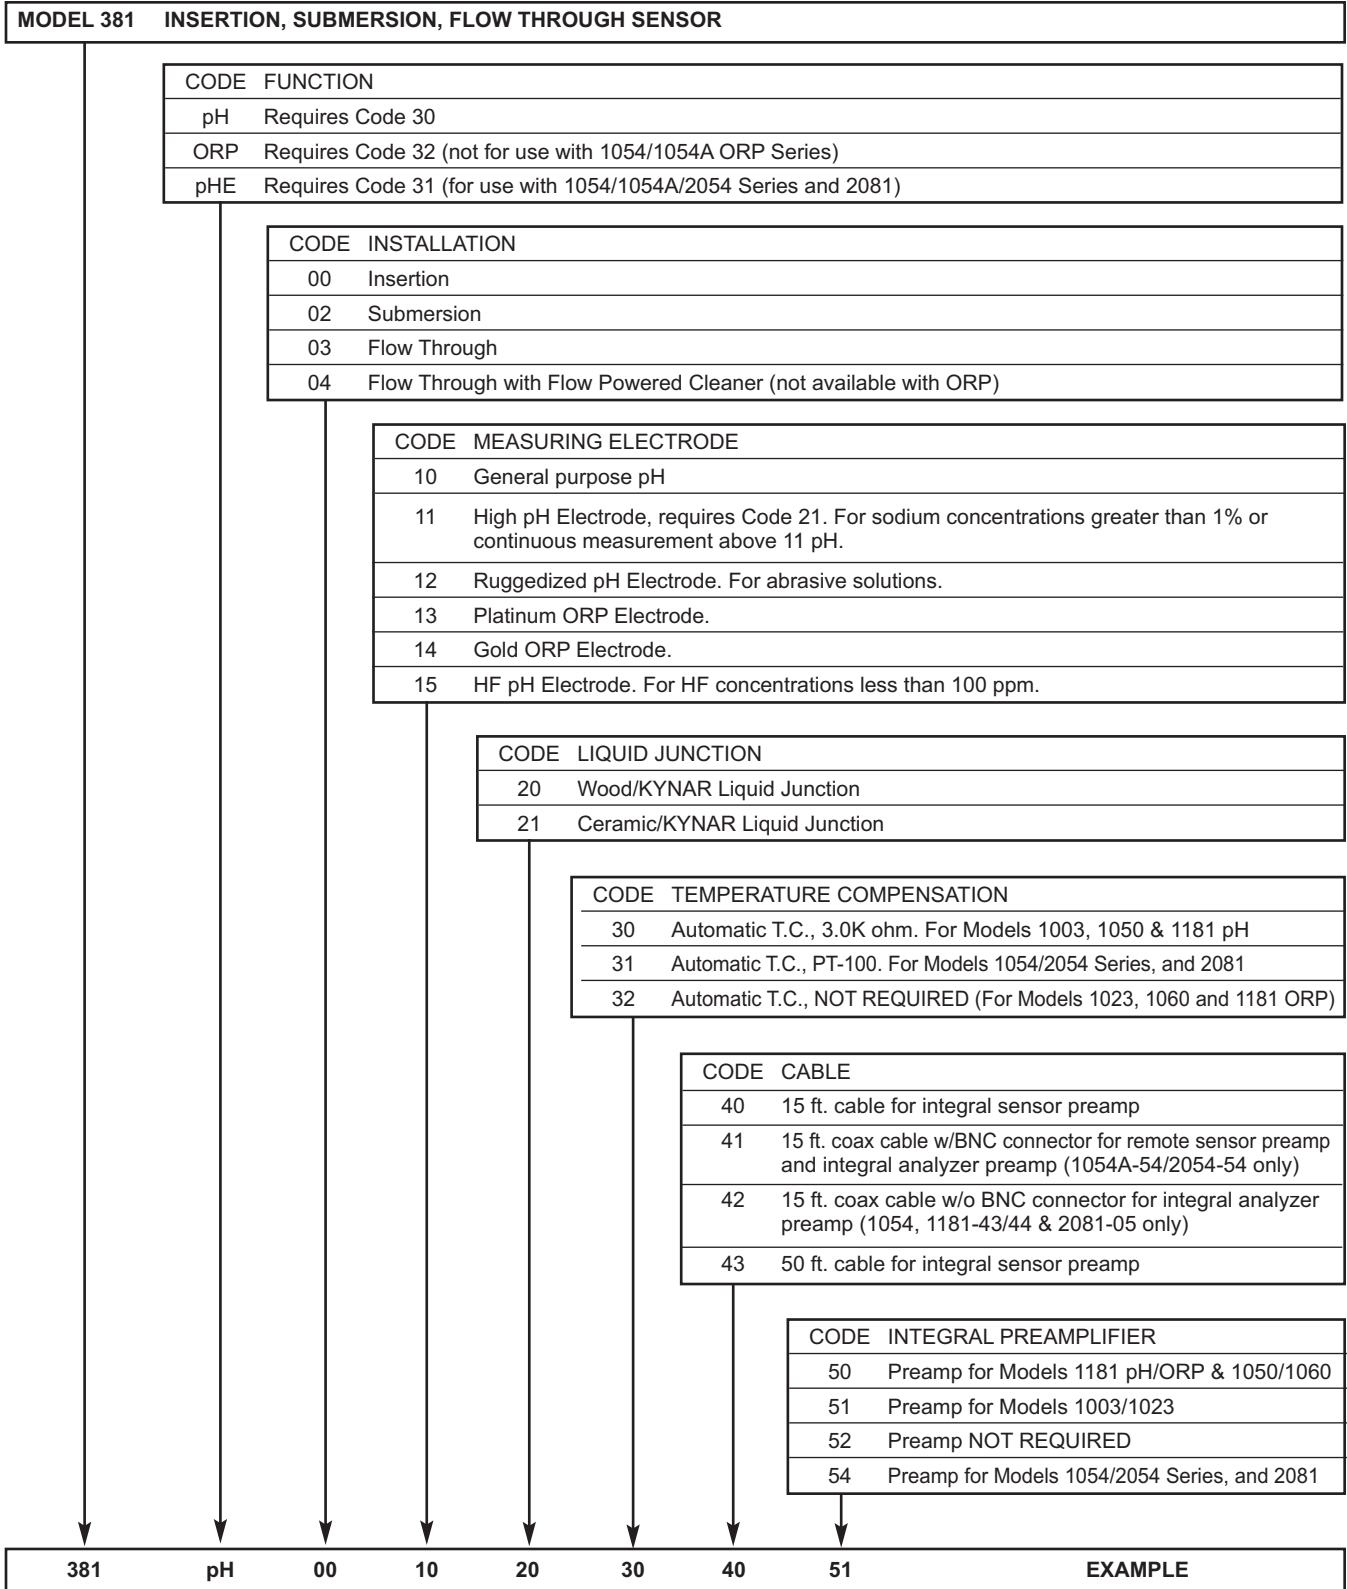 MODEL 381 INSERTION, SUBMERSION, FLOW THROUGH SENSOR
CODE FUNCTION
pH Requires Code 30
ORP Requires Code 32 (not for use with 1054/1054A ORP Series)
pHE Requires Code 31 (for use with 1054/1054A/2054 Series and 2081)
CODE INSTALLATION
00 Insertion
02 Submersion
03 Flow Through
04 Flow Through with Flow Powered Cleaner (not available with ORP)
CODE MEASURING ELECTRODE
10 General purpose pH
11 High pH Electrode, requires Code 21. For sodium concentrations greater than 1% or
continuous measurement above 11 pH.
12 Ruggedized pH Electrode. For abrasive solutions.
13 Platinum ORP Electrode.
14 Gold ORP Electrode.
15 HF pH Electrode. For HF concentrations less than 100 ppm.
CODE LIQUID JUNCTION
20 Wood/KYNAR Liquid Junction
21 Ceramic/KYNAR Liquid Junction
CODE TEMPERATURE COMPENSATION
30 Automatic T.C., 3.0K ohm. For Models 1003, 1050 & 1181 pH
31 Automatic T.C., PT-100. For Models 1054/2054 Series, and 2081
32 Automatic T.C., NOT REQUIRED (For Models 1023, 1060 and 1181 ORP)
CODE CABLE
40 15 ft. cable for integral sensor preamp
41 15 ft. coax cable w/BNC connector for remote sensor preamp
and integral analyzer preamp (1054A-54/2054-54 only)
42 15 ft. coax cable w/o BNC connector for integral analyzer
preamp (1054, 1181-43/44 & 2081-05 only)
43 50 ft. cable for integral sensor preamp
CODE INTEGRAL PREAMPLIFIER
50 Preamp for Models 1181 pH/ORP & 1050/1060
51 Preamp for Models 1003/1023
52 Preamp NOT REQUIRED
54 Preamp for Models 1054/2054 Series, and 2081
381 pH 00 10 20 30 40 51 EXAMPLE